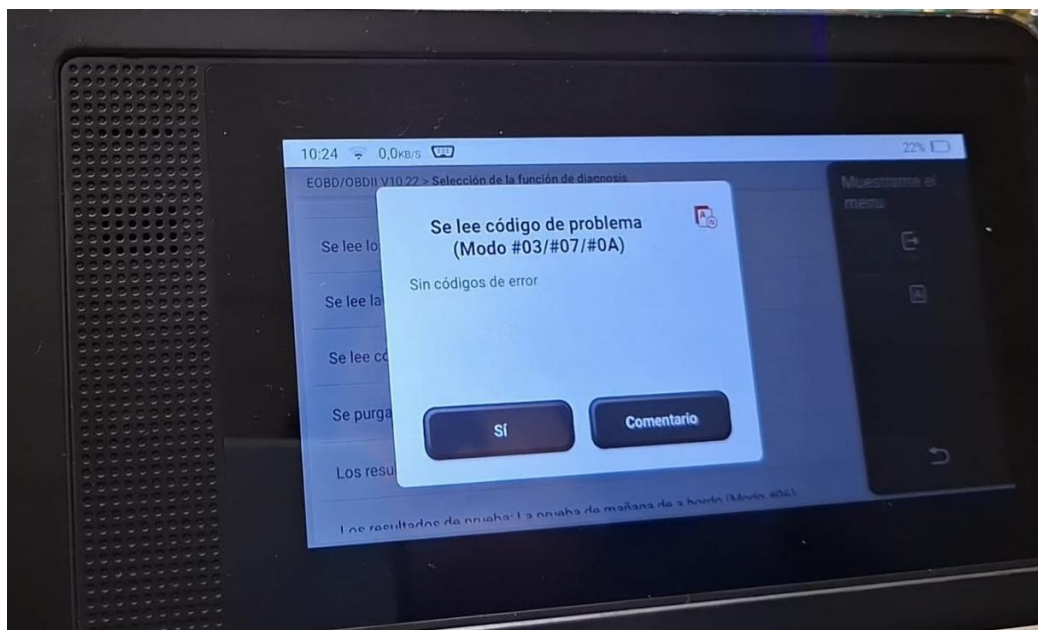 10:24 0,0KB/S 22%
EOBD/OBDII V10.22 > Selección de la función de diagnosis
Muestrame el
menu
Se lee código de problema
(Modo #03/#07/#0A)
Sin códigos de error
Se lee lo
Se lee la
Se lee có
Se purga
Los resu
Sí Comentario
Los resultados de prueba: La prueba de mañana de a bordo (Modo #06)